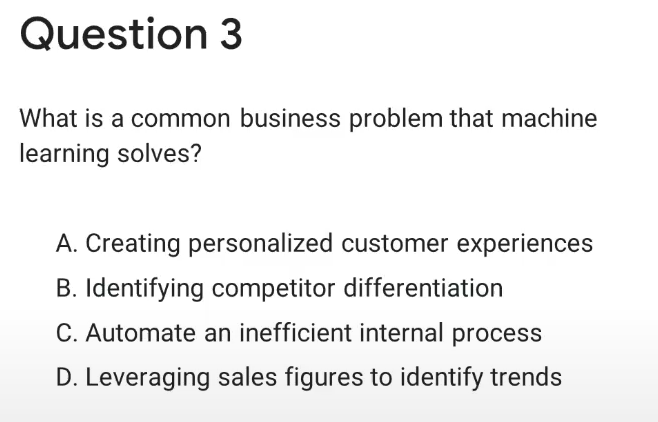 Question 3
What is a common business problem that machine
learning solves?
A. Creating personalized customer experiences
B. Identifying competitor differentiation
C. Automate an inefficient internal process
D. Leveraging sales figures to identify trends